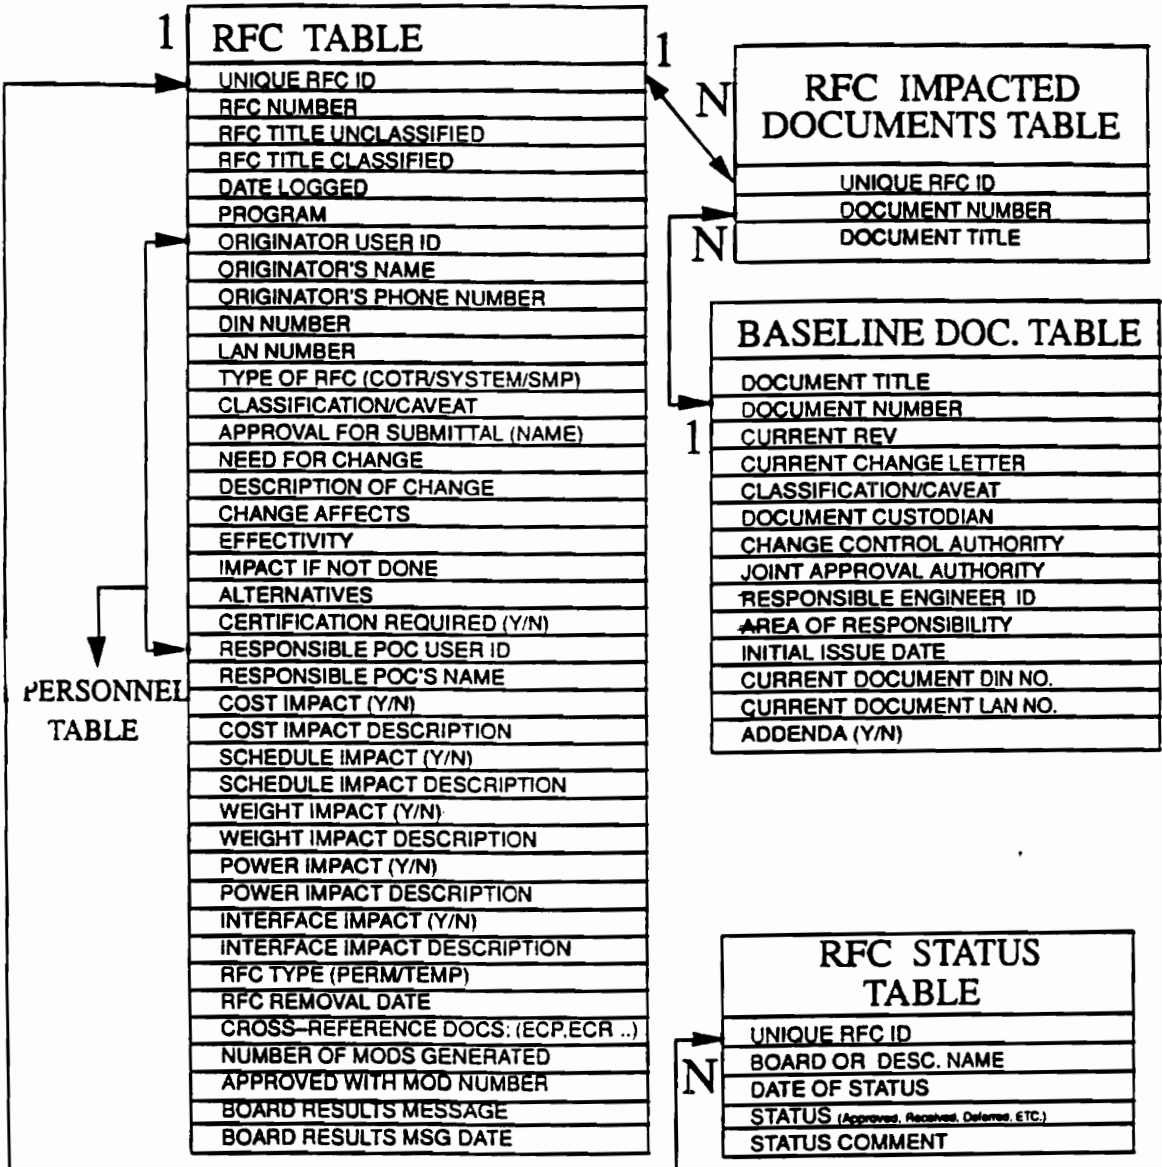 1
RFC TABLE
UNIQUE RFC ID
RFC NUMBER
RFC TITLE UNCLASSIFIED
RFC TITLE CLASSIFIED
DATE LOGGED
PROGRAM
ORIGINATOR USER ID
ORIGINATOR'S NAME
ORIGINATOR'S PHONE NUMBER
DIN NUMBER
LAN NUMBER
TYPE OF RFC (COTR/SYSTEM/SMP)
CLASSIFICATION/CAVEAT
APPROVAL FOR SUBMITTAL (NAME)
NEED FOR CHANGE
DESCRIPTION OF CHANGE
CHANGE AFFECTS
EFFECTIVITY
IMPACT IF NOT DONE
ALTERNATIVES
CERTIFICATION REQUIRED (Y/N)
RESPONSIBLE POC USER ID
RESPONSIBLE POC'S NAME
COST IMPACT (Y/N)
COST IMPACT DESCRIPTION
SCHEDULE IMPACT (Y/N)
SCHEDULE IMPACT DESCRIPTION
WEIGHT IMPACT (Y/N)
WEIGHT IMPACT DESCRIPTION
POWER IMPACT (Y/N)
POWER IMPACT DESCRIPTION
INTERFACE IMPACT (Y/N)
INTERFACE IMPACT DESCRIPTION
RFC TYPE (PERM/TEMP)
RFC REMOVAL DATE
CROSS-REFERENCE DOCS: (ECP,ECR ..)
NUMBER OF MODS GENERATED
APPROVED WITH MOD NUMBER
BOARD RESULTS MESSAGE
BOARD RESULTS MSG DATE
PERSONNEL
TABLE
1
N
RFC IMPACTED
DOCUMENTS TABLE
UNIQUE RFC ID
DOCUMENT NUMBER
DOCUMENT TITLE
N
BASELINE DOC. TABLE
DOCUMENT TITLE
DOCUMENT NUMBER
1
CURRENT REV
CURRENT CHANGE LETTER
CLASSIFICATION/CAVEAT
DOCUMENT CUSTODIAN
CHANGE CONTROL AUTHORITY
JOINT APPROVAL AUTHORITY
RESPONSIBLE ENGINEER ID
AREA OF RESPONSIBILITY
INITIAL ISSUE DATE
CURRENT DOCUMENT DIN NO.
CURRENT DOCUMENT LAN NO.
ADDENDA (Y/N)
RFC STATUS
TABLE
UNIQUE RFC ID
N
BOARD OR DESC. NAME
DATE OF STATUS
STATUS (Approved, Received, Deferred, ETC.)
STATUS COMMENT